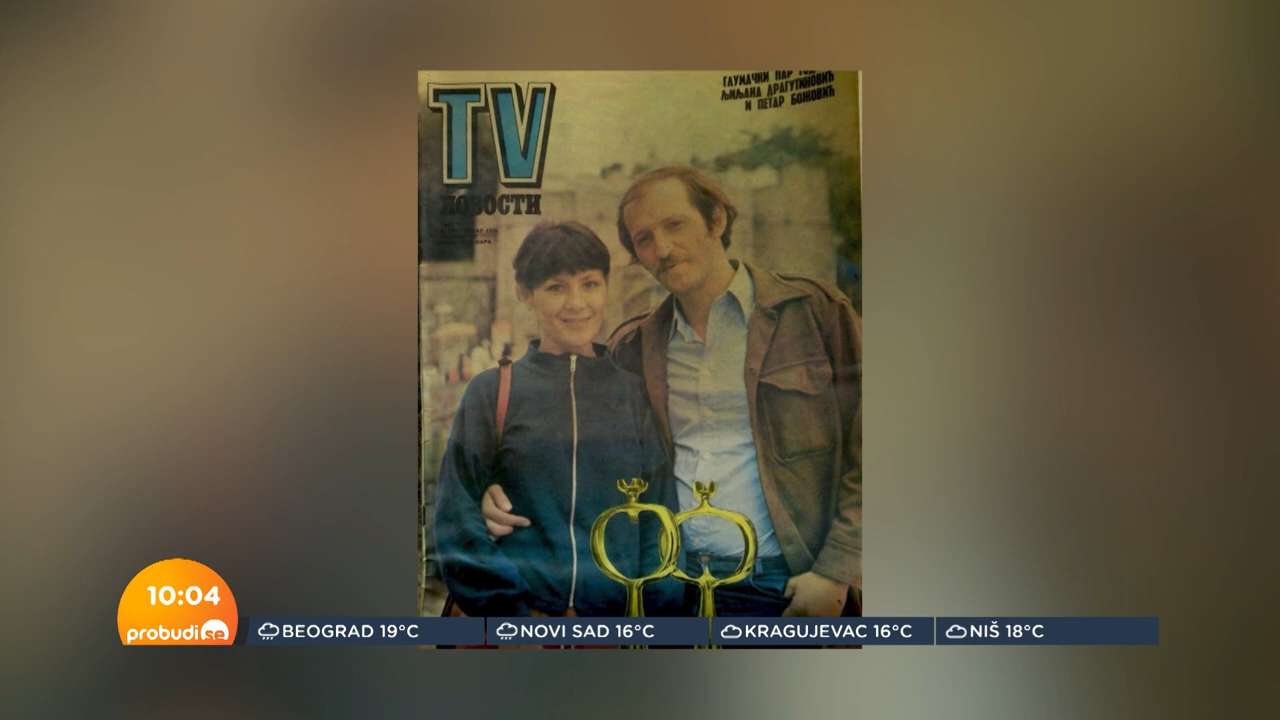 TV
НОВОСТИ
ГЛУМАЧКИ ПАР
ЉИЉАНА ДРАГУТИНОВИЋ
И ПЕТАР БОЖОВИЋ
10:04
probudi se
BEOGRAD 19°C
NOVI SAD 16°C
KRAGUJEVAC 16°C
NIŠ 18°C